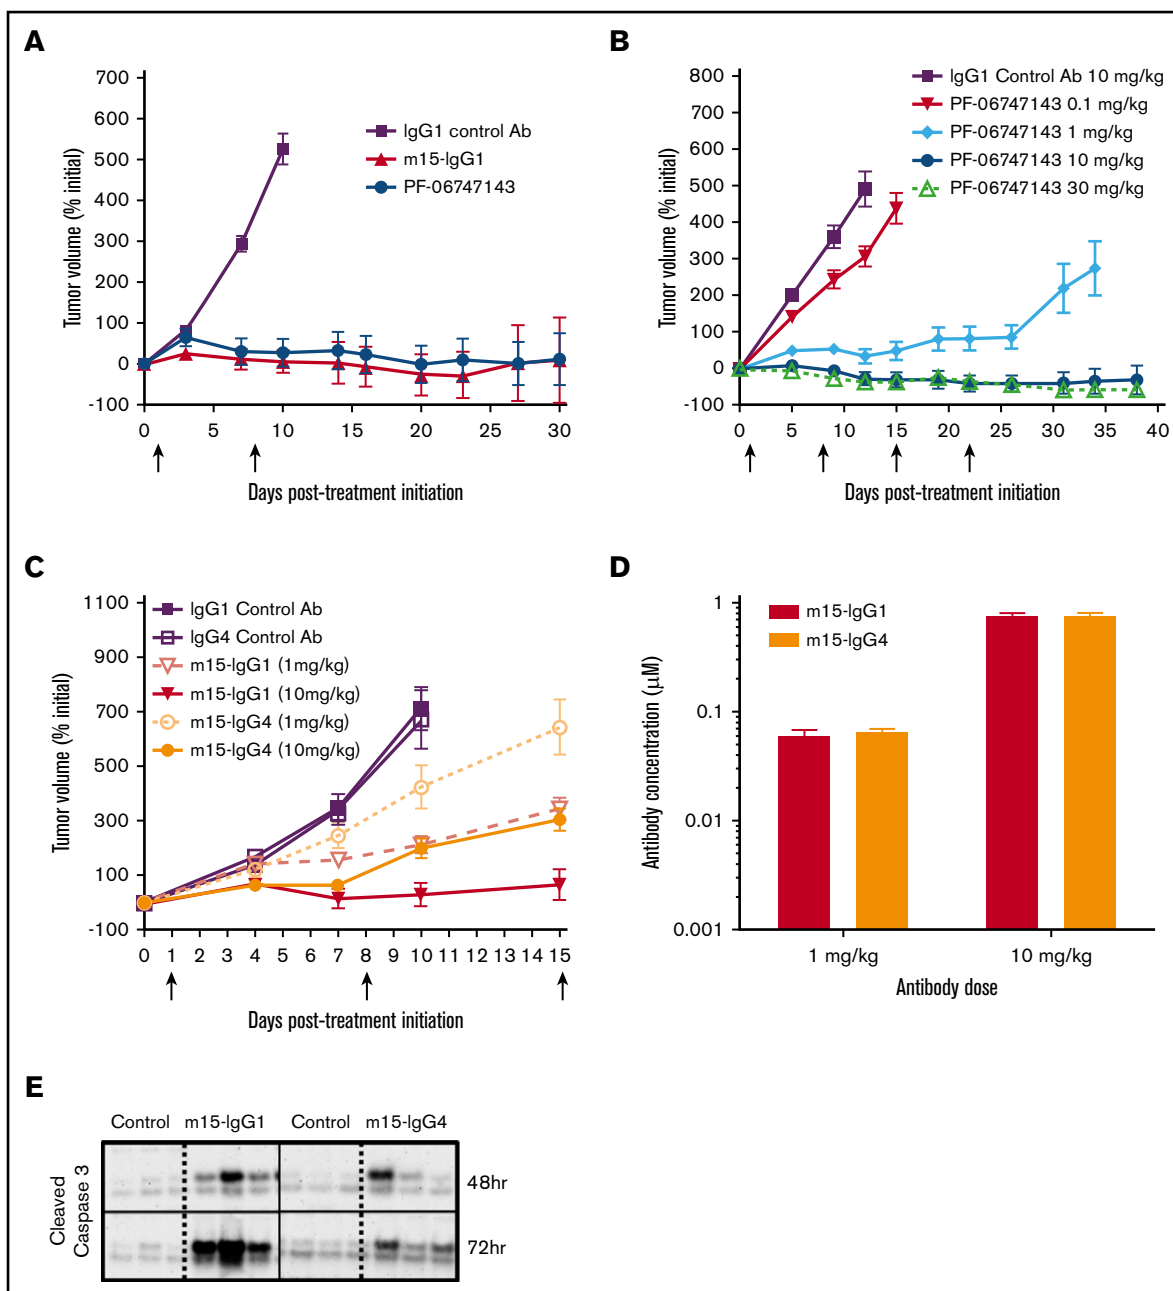 A
700
600
500
400
300
200
100
0
-100
Tumor volume (% initial)
IgG1 control Ab
m15-IgG1
PF-06747143
0 5 10 15 20 25 30
Days post-treatment initiation
B
800
700
600
500
400
300
200
100
0
-100
Tumor volume (% initial)
IgG1 Control Ab 10 mg/kg
PF-06747143 0.1 mg/kg
PF-06747143 1 mg/kg
PF-06747143 10 mg/kg
PF-06747143 30 mg/kg
0 5 10 15 20 25 30 35 40
Days post-treatment initiation
C
1100
900
700
500
300
100
-100
Tumor volume (% initial)
IgG1 Control Ab
IgG4 Control Ab
m15-IgG1 (1mg/kg)
m15-IgG1 (10mg/kg)
m15-IgG4 (1mg/kg)
m15-IgG4 (10mg/kg)
0 1 2 3 4 5 6 7 8 9 10 11 12 13 14 15
Days post-treatment initiation
D
1
0.1
0.01
0.001
Antibody concentration (μM)
m15-IgG1
m15-IgG4
1 mg/kg 10 mg/kg
Antibody dose
E
Control m15-IgG1 Control m15-IgG4
Cleaved
Caspase 3
48hr
72hr